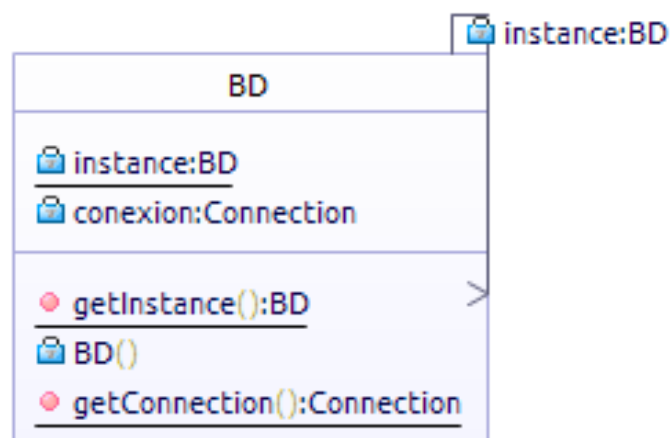 instance:BD
BD
instance:BD
conexion:Connection
getInstance():BD
BD()
getConnection():Connection